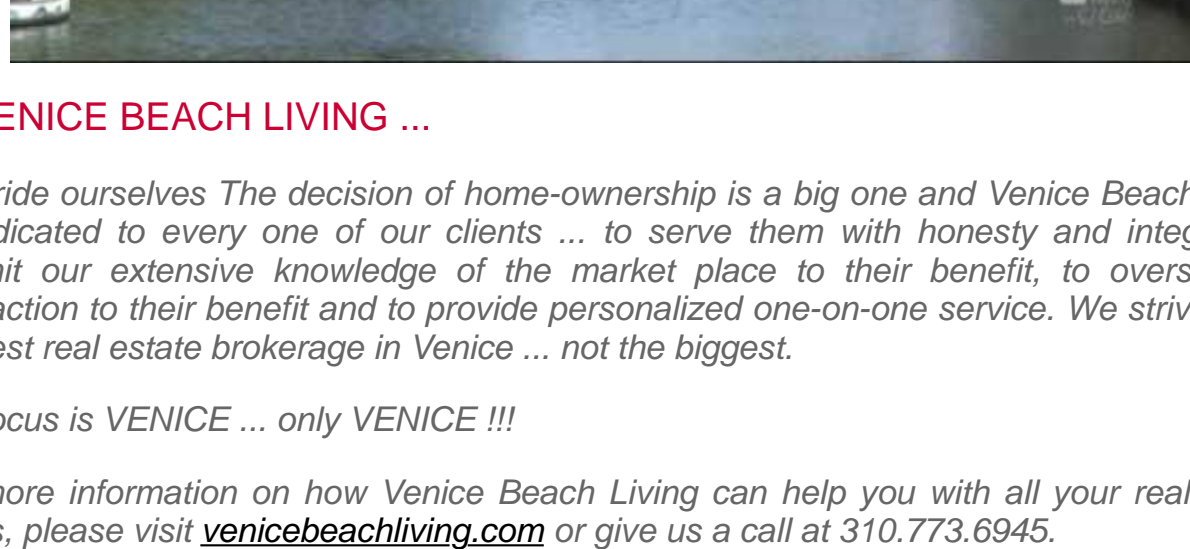 ENICE BEACH LIVING ...
ride ourselves The decision of home-ownership is a big one and Venice Beach
dicated to every one of our clients ... to serve them with honesty and integ
it our extensive knowledge of the market place to their benefit, to overs
action to their benefit and to provide personalized one-on-one service. We striv
est real estate brokerage in Venice ... not the biggest.
ocus is VENICE ... only VENICE !!!
more information on how Venice Beach Living can help you with all your real
s, please visit venicebeachliving.com or give us a call at 310.773.6945.